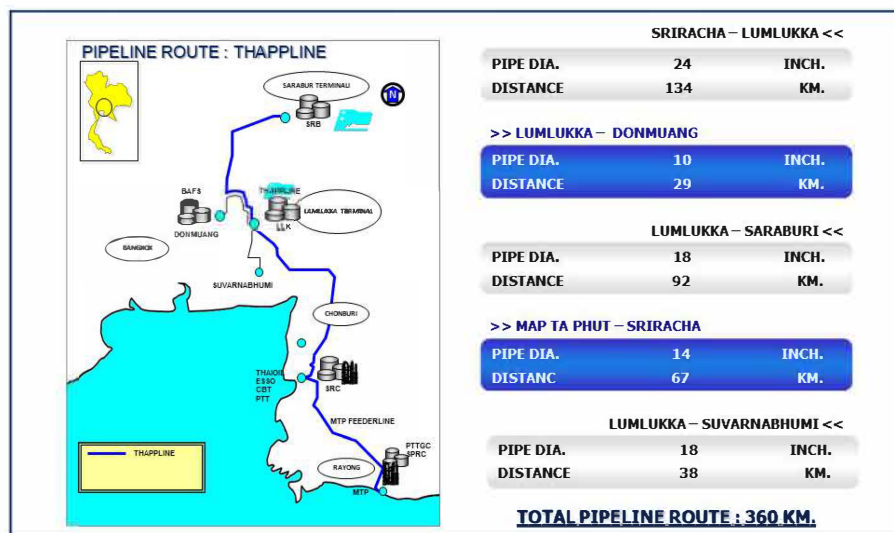 PIPELINE ROUTE : THAPPLINE
SARABUR TERMINALI
N
SRB
BAFS
DONMUANG
THAPPLINE
LUMLUKKA TERMINAL
LLK
BANGKOK
SUVARNABHUMI
CHONBURI
THAIOIL
ESSO
CBT
PTT
SRC
MTP FEEDERLINE
PTTGC
SPRC
RAYONG
MTP
THAPPLINE
SRIRACHA – LUMLUKKA <<
PIPE DIA. 24 INCH.
DISTANCE 134 KM.
>> LUMLUKKA – DONMUANG
PIPE DIA. 10 INCH.
DISTANCE 29 KM.
LUMLUKKA – SARABURI <<
PIPE DIA. 18 INCH.
DISTANCE 92 KM.
>> MAP TA PHUT – SRIRACHA
PIPE DIA. 14 INCH.
DISTANC 67 KM.
LUMLUKKA – SUVARNABHUMI <<
PIPE DIA. 18 INCH.
DISTANCE 38 KM.
TOTAL PIPELINE ROUTE : 360 KM.